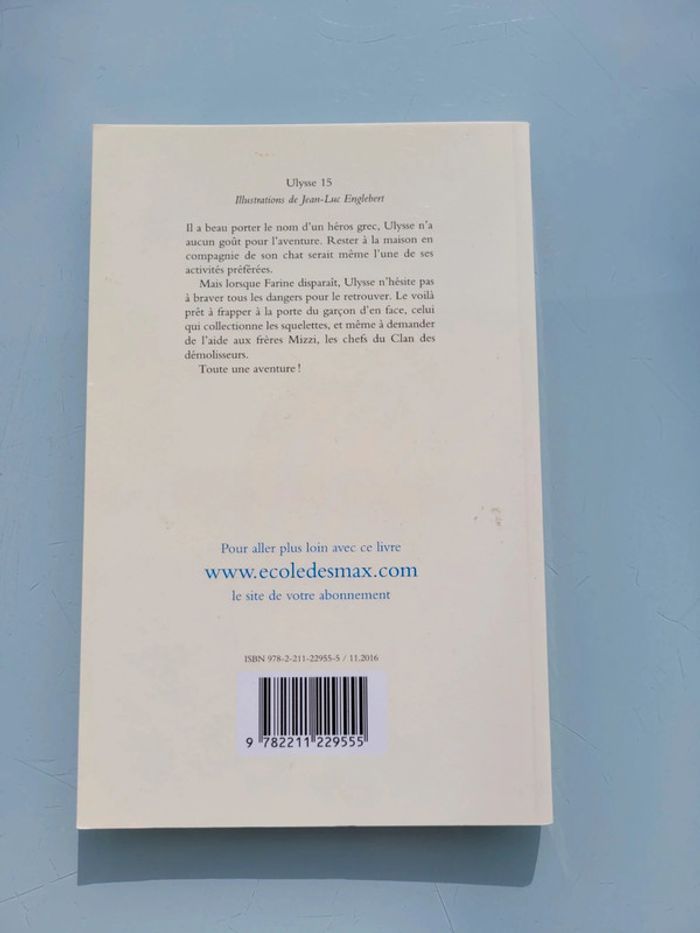 Ulysse 15
Illustrations de Jean-Luc Englebert
Il a beau porter le nom d'un héros grec, Ulysse n'a
aucun goût pour l'aventure. Rester à la maison en
compagnie de son chat serait même l'une de ses
activités préférées.
Mais lorsque Farine disparaît, Ulysse n'hésite pas
à braver tous les dangers pour le retrouver. Le voilà
prêt à frapper à la porte du garçon d'en face, celui
qui collectionne les squelettes, et même à demander
de l'aide aux frères Mizzi, les chefs du Clan des
démolisseurs.
Toute une aventure !
Pour aller plus loin avec ce livre
www.ecoledesmax.com
le site de votre abonnement
ISBN 978-2-211-22955-5 / 11.2016
9 782211 229555